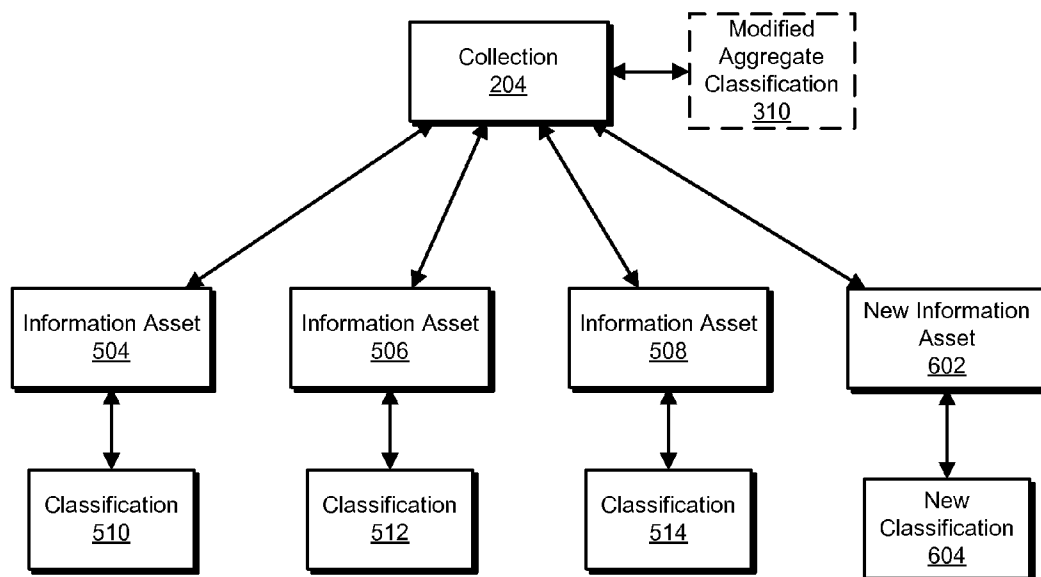 Collection
204
Modified
Aggregate
Classification
310
Information Asset
504
Information Asset
506
Information Asset
508
New Information
Asset
602
Classification
510
Classification
512
Classification
514
New
Classification
604